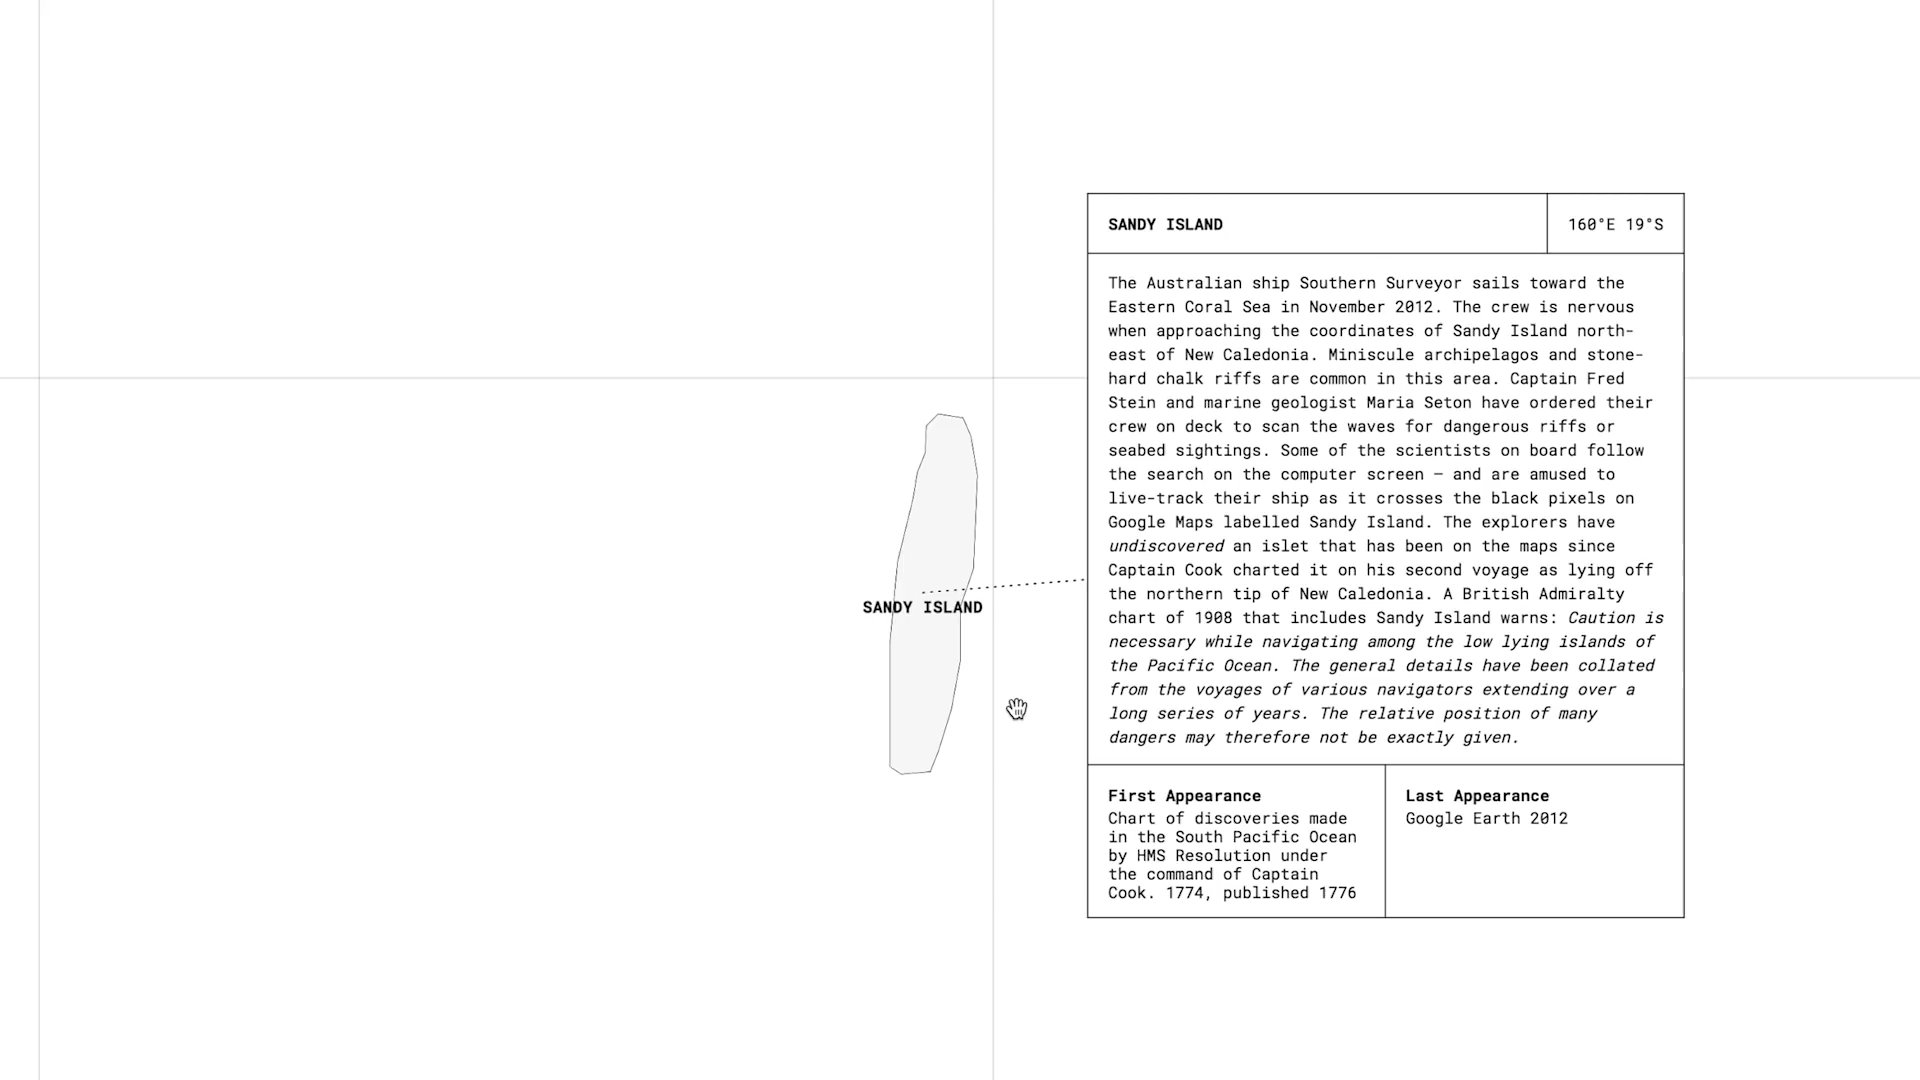 SANDY ISLAND
SANDY ISLAND
160°E 19°S
The Australian ship Southern Surveyor sails toward the
Eastern Coral Sea in November 2012. The crew is nervous
when approaching the coordinates of Sandy Island north-
east of New Caledonia. Miniscule archipelagos and stone-
hard chalk riffs are common in this area. Captain Fred
Stein and marine geologist Maria Seton have ordered their
crew on deck to scan the waves for dangerous riffs or
seabed sightings. Some of the scientists on board follow
the search on the computer screen – and are amused to
live-track their ship as it crosses the black pixels on
Google Maps labelled Sandy Island. The explorers have
undiscovered an islet that has been on the maps since
Captain Cook charted it on his second voyage as lying off
the northern tip of New Caledonia. A British Admiralty
chart of 1908 that includes Sandy Island warns: Caution is
necessary while navigating among the low lying islands of
the Pacific Ocean. The general details have been collated
from the voyages of various navigators extending over a
long series of years. The relative position of many
dangers may therefore not be exactly given.
First Appearance
Chart of discoveries made
in the South Pacific Ocean
by HMS Resolution under
the command of Captain
Cook. 1774, published 1776
Last Appearance
Google Earth 2012